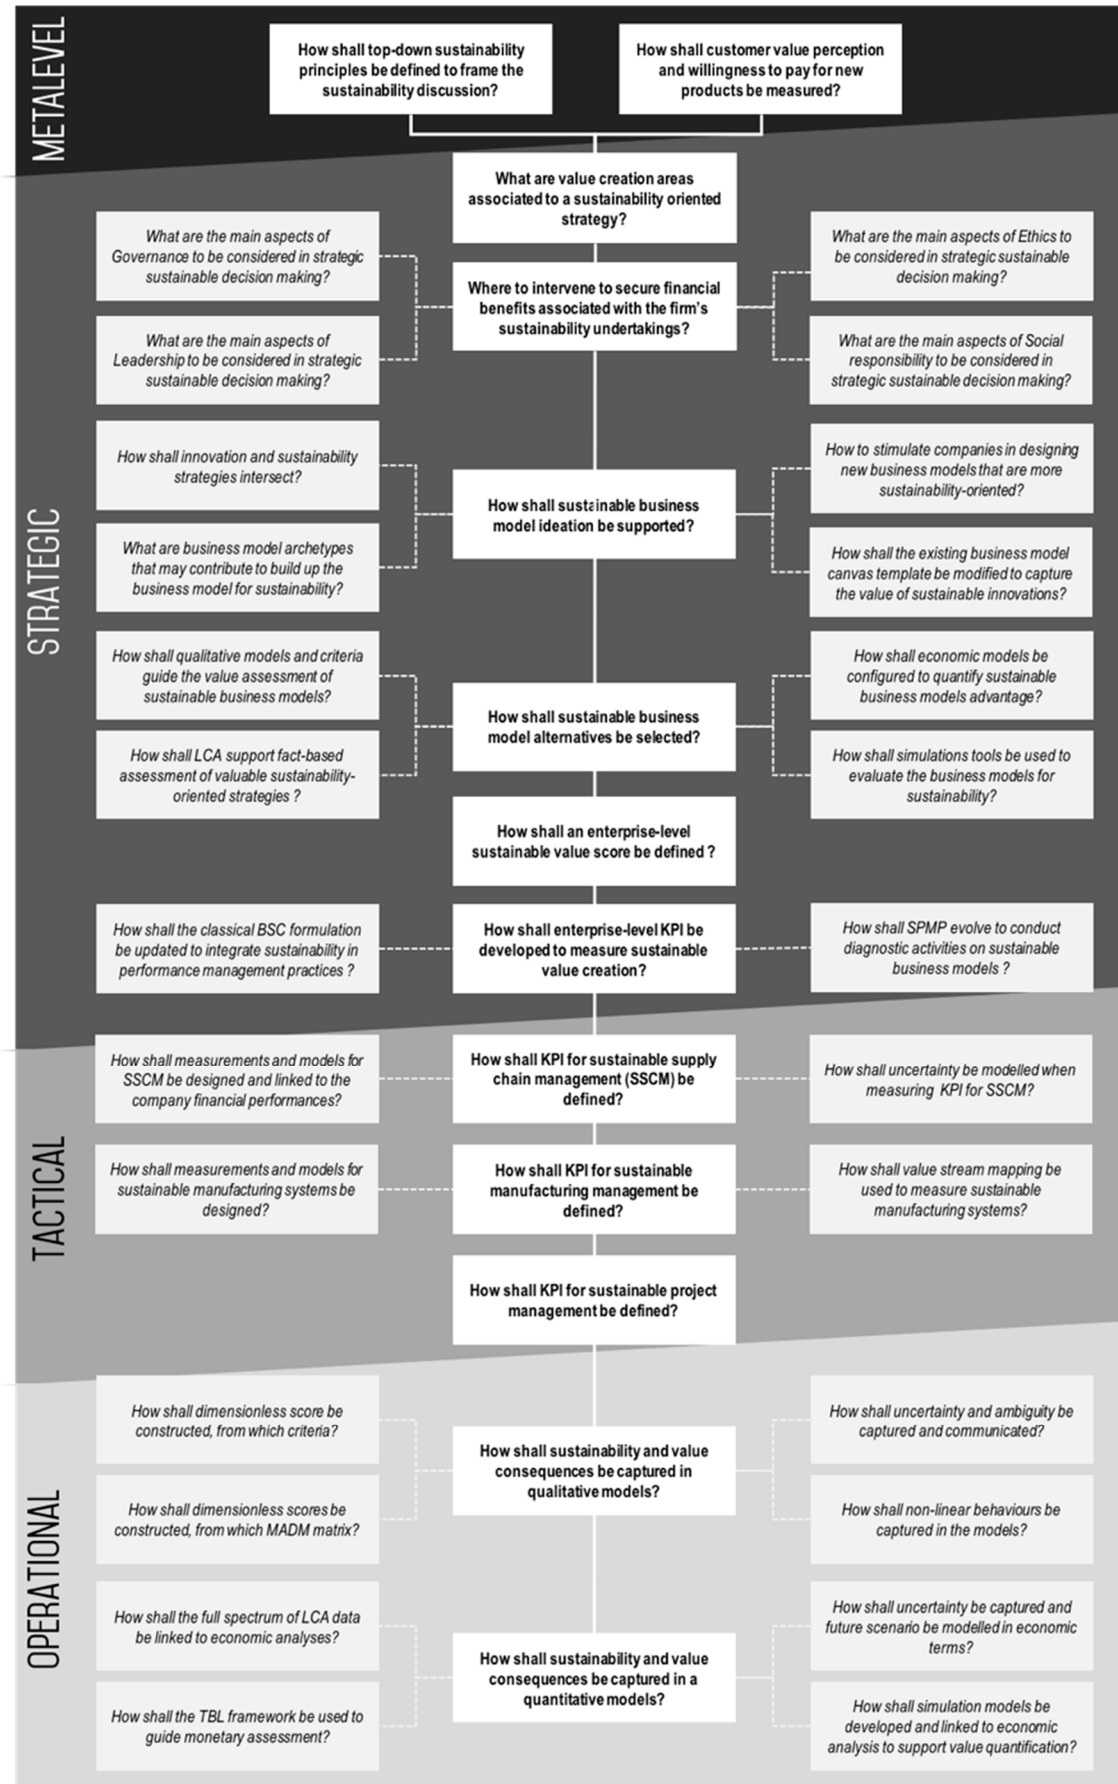 METALEVEL
How shall top-down sustainability
principles be defined to frame the
sustainability discussion?
How shall customer value perception
and willingness to pay for new
products be measured?
STRATEGIC
What are value creation areas
associated to a sustainability oriented
strategy?
What are the main aspects of
Governance to be considered in strategic
sustainable decision making?
What are the main aspects of
Leadership to be considered in strategic
sustainable decision making?
Where to intervene to secure financial
benefits associated with the firm's
sustainability undertakings?
What are the main aspects of Ethics to
be considered in strategic sustainable
decision making?
What are the main aspects of Social
responsibility to be considered in
strategic sustainable decision making?
How shall innovation and sustainability
strategies intersect?
What are business model archetypes
that may contribute to build up the
business model for sustainability?
How shall sustainable business
model ideation be supported?
How to stimulate companies in designing
new business models that are more
sustainability-oriented?
How shall the existing business model
canvas template be modified to capture
the value of sustainable innovations?
How shall qualitative models and criteria
guide the value assessment of
sustainable business models?
How shall LCA support fact-based
assessment of valuable sustainability-
oriented strategies ?
How shall sustainable business
model alternatives be selected?
How shall economic models be
configured to quantify sustainable
business models advantage?
How shall simulations tools be used to
evaluate the business models for
sustainability?
How shall an enterprise-level
sustainable value score be defined ?
How shall the classical BSC formulation
be updated to integrate sustainability in
performance management practices ?
How shall enterprise-level KPI be
developed to measure sustainable
value creation?
How shall SPMP evolve to conduct
diagnostic activities on sustainable
business models ?
TACTICAL
How shall measurements and models for
SSCM be designed and linked to the
company financial performances?
How shall KPI for sustainable supply
chain management (SSCM) be
defined?
How shall uncertainty be modelled when
measuring KPI for SSCM?
How shall measurements and models for
sustainable manufacturing systems be
designed?
How shall KPI for sustainable
manufacturing management be
defined?
How shall value stream mapping be
used to measure sustainable
manufacturing systems?
How shall KPI for sustainable project
management be defined?
OPERATIONAL
How shall dimensionless score be
constructed, from which criteria?
How shall dimensionless scores be
constructed, from which MADM matrix?
How shall sustainability and value
consequences be captured in
qualitative models?
How shall uncertainty and ambiguity be
captured and communicated?
How shall non-linear behaviours be
captured in the models?
How shall the full spectrum of LCA data
be linked to economic analyses?
How shall the TBL framework be used to
guide monetary assessment?
How shall sustainability and value
consequences be captured in a
quantitative models?
How shall uncertainty be captured and
future scenario be modelled in economic
terms?
How shall simulation models be
developed and linked to economic
analysis to support value quantification?